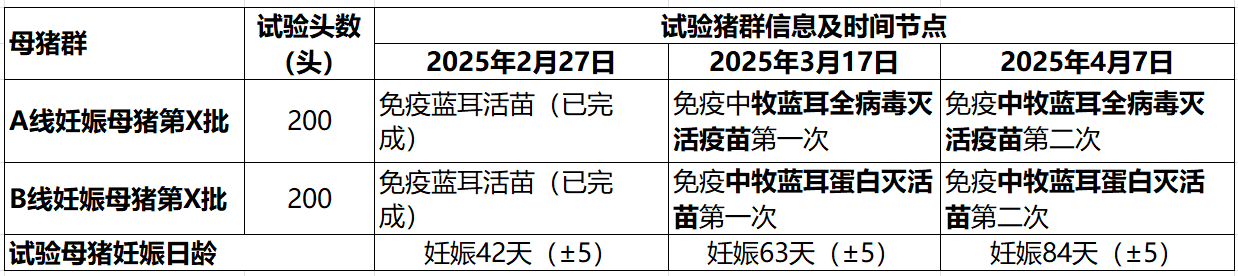 母猪群
试验头数
（头）
试验猪群信息及时间节点
2025年2月27日
2025年3月17日
2025年4月7日
A线妊娠母猪第X批
200
免疫蓝耳活苗（已完
成）
免疫中牧蓝耳全病毒灭
活疫苗第一次
免疫中牧蓝耳全病毒灭
活疫苗第二次
B线妊娠母猪第X批
200
免疫蓝耳活苗（已完
成）
免疫中牧蓝耳蛋白灭活
苗第一次
免疫中牧蓝耳蛋白灭活
苗第二次
试验母猪妊娠日龄
妊娠42天（±5）
妊娠63天（±5）
妊娠84天（±5）